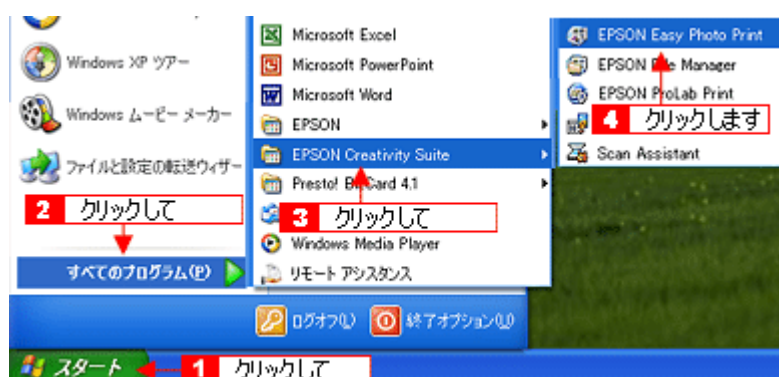 Windows XP ツアー
Windows ムービー メーカー
ファイルと設定の転送ウィザー
2 クリックして
すべてのプログラム(P)
Microsoft Excel
Microsoft PowerPoint
Microsoft Word
EPSON
EPSON Creativity Suite
Presto! Card 4.1
3 クリックして
Windows Media Player
リモート アシスタンス
EPSON Easy Photo Print
EPSON Manager
EPSON ProLab Print
4 クリックします
Scan Assistant
ログオフ(L)
終了オプション(U)
スタート
1 クリックして